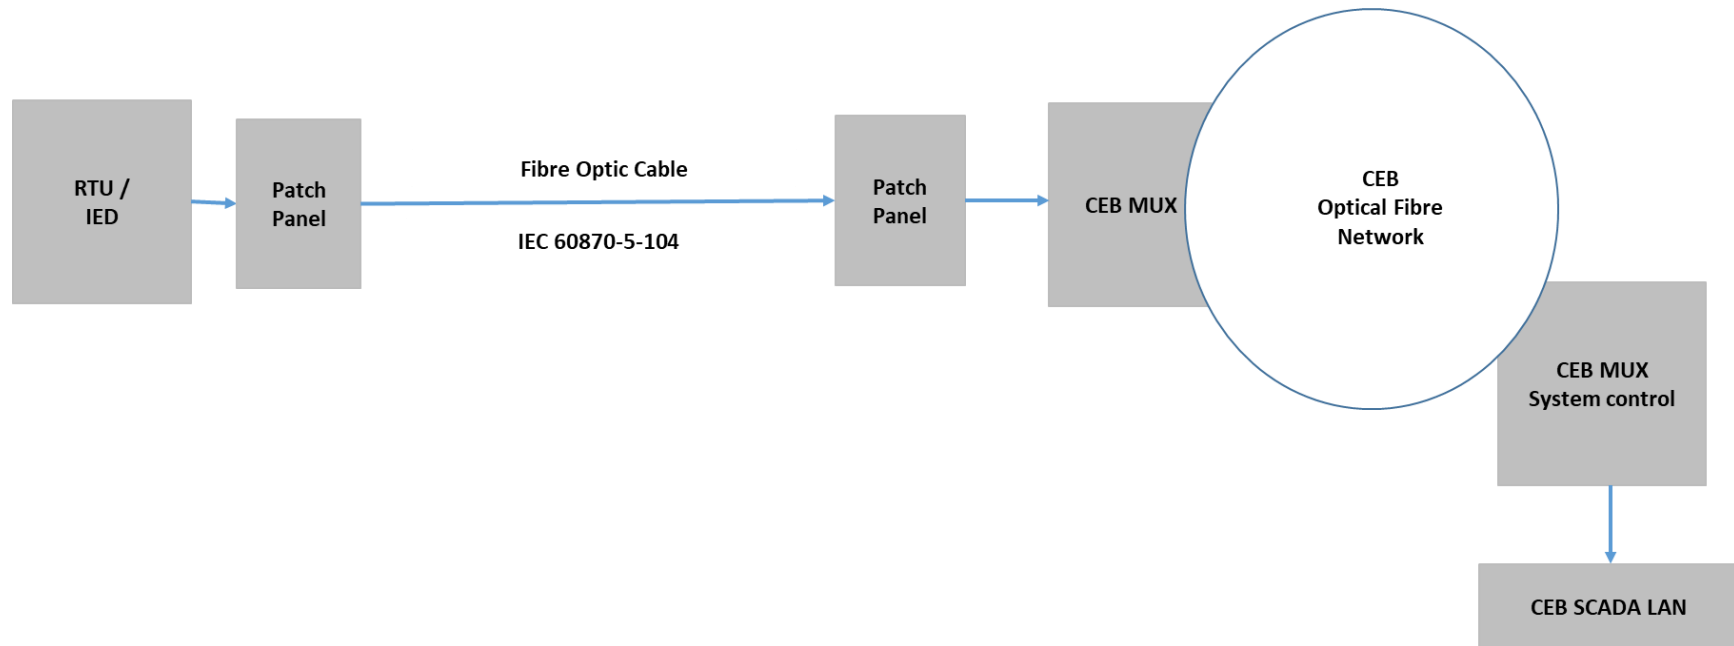 RTU /
IED
Patch
Panel
Fibre Optic Cable
IEC 60870-5-104
Patch
Panel
CEB MUX
CEB
Optical Fibre
Network
CEB MUX
System control
CEB SCADA LAN